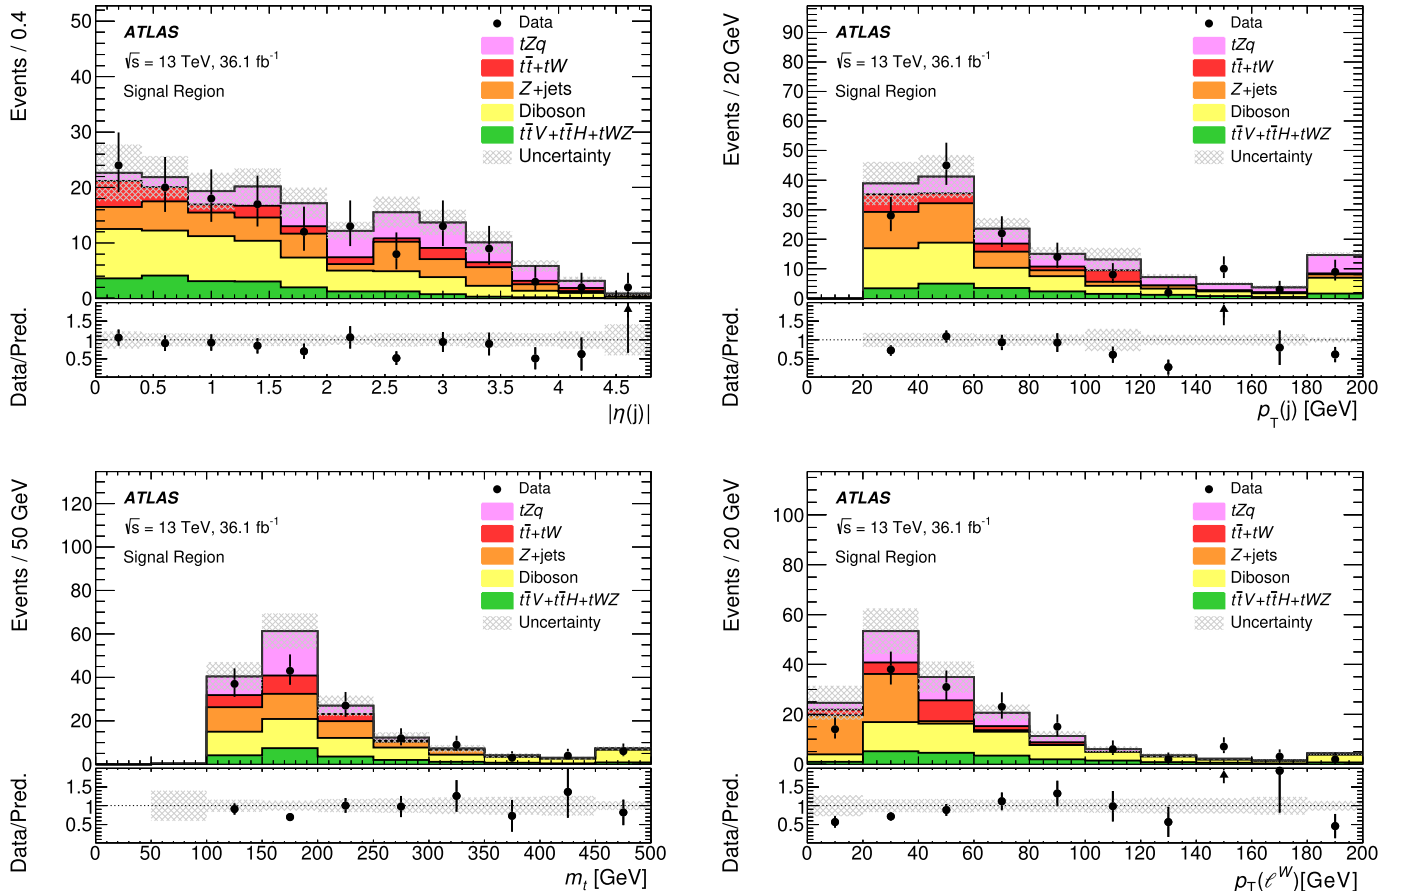 Events / 0.4
50
40
30
20
10
0
ATLAS
√s = 13 TeV, 36.1 fb⁻¹
Signal Region
Data
tZq
tt̄+tW
Z+jets
Diboson
tt̄V+tt̄H+tWZ
Uncertainty
Data/Pred.
1.5
1
0.5
0 0.5 1 1.5 2 2.5 3 3.5 4 4.5
|η(j)|
Events / 20 GeV
90
80
70
60
50
40
30
20
10
0
ATLAS
√s = 13 TeV, 36.1 fb⁻¹
Signal Region
Data
tZq
tt̄+tW
Z+jets
Diboson
tt̄V+tt̄H+tWZ
Uncertainty
Data/Pred.
1.5
1
0.5
0 20 40 60 80 100 120 140 160 180 200
p_T(j) [GeV]
Events / 50 GeV
120
100
80
60
40
20
0
ATLAS
√s = 13 TeV, 36.1 fb⁻¹
Signal Region
Data
tZq
tt̄+tW
Z+jets
Diboson
tt̄V+tt̄H+tWZ
Uncertainty
Data/Pred.
1.5
1
0.5
0 50 100 150 200 250 300 350 400 450 500
m_t [GeV]
Events / 20 GeV
100
80
60
40
20
0
ATLAS
√s = 13 TeV, 36.1 fb⁻¹
Signal Region
Data
tZq
tt̄+tW
Z+jets
Diboson
tt̄V+tt̄H+tWZ
Uncertainty
Data/Pred.
1.5
1
0.5
0 20 40 60 80 100 120 140 160 180 200
p_T(ℓ^W) [GeV]